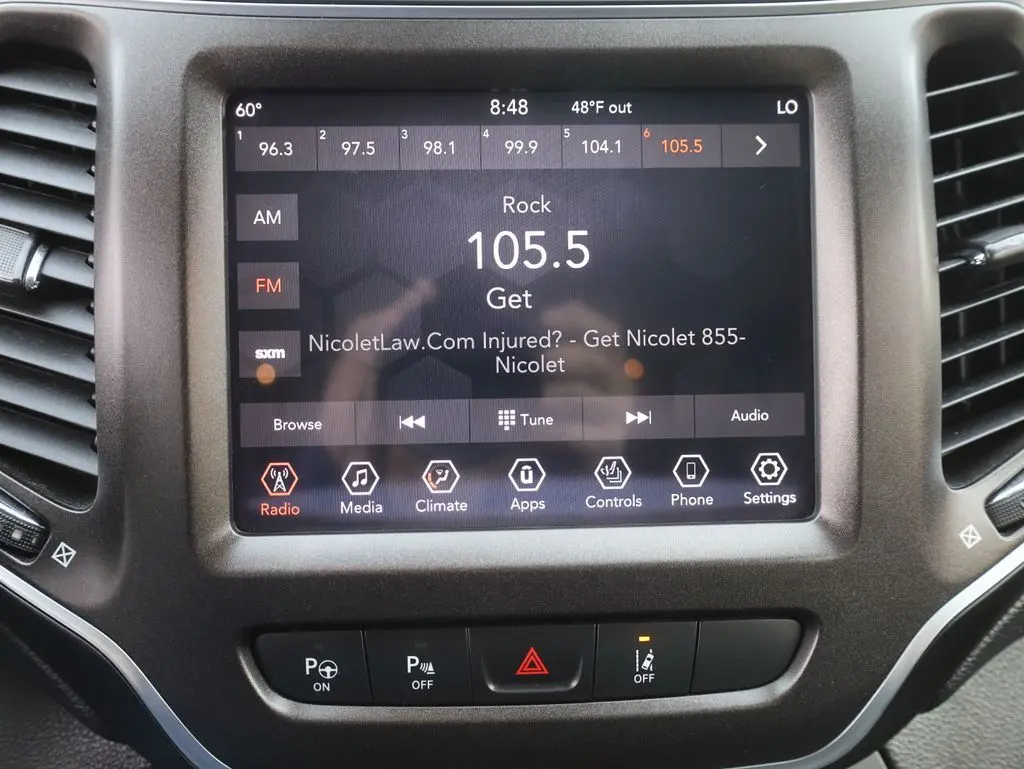 60° 8:48 48°F out LO
1 96.3 2 97.5 3 98.1 4 99.9 5 104.1 6 105.5
Rock
AM
105.5
FM
Get
NicoletLaw.Com Injured? - Get Nicolet 855-
Nicolet
sxm
Browse Tune Audio
Radio Media Climate Apps Controls Phone Settings
P ON
P OFF
OFF